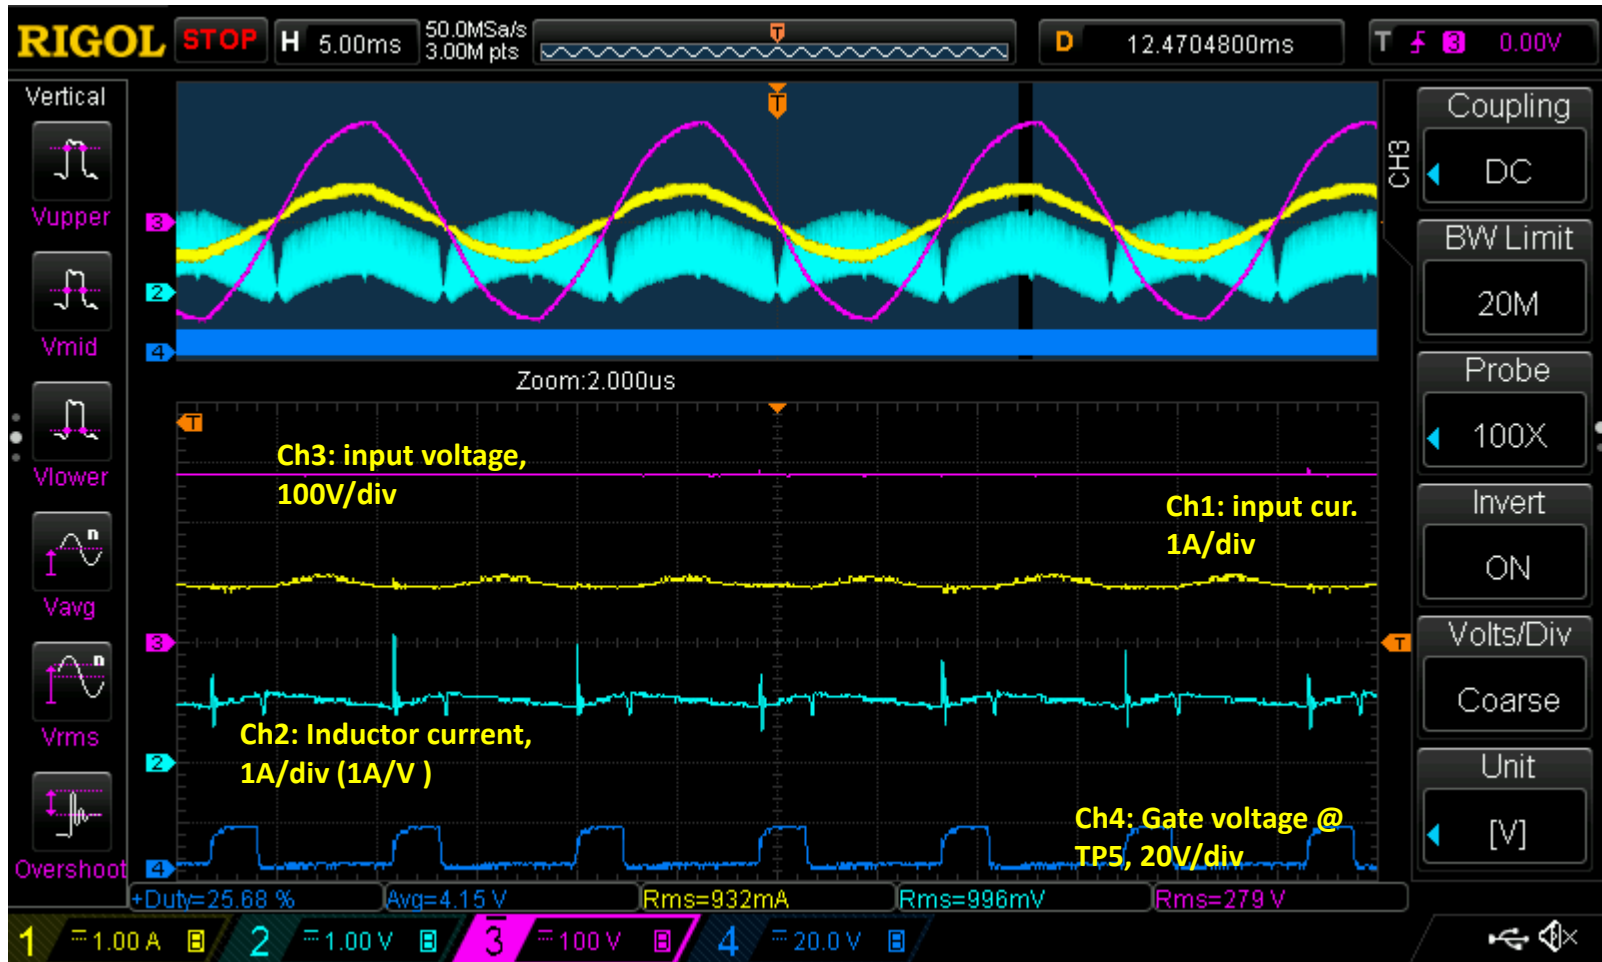 RIGOL STOP H 5.00ms 50.0MSa/s D 12.4704800ms T 3 0.00V
3.00M pts
T
Vertical
Vupper
Vmid
Vlower
Vavg
Vrms
Overshoot
T
3
2
4
Zoom:2.000us
T
Ch3: input voltage,
100V/div
Ch1: input cur.
1A/div
3
T
Ch2: Inductor current,
1A/div (1A/V )
2
Ch4: Gate voltage @
TP5, 20V/div
4
CH3
Coupling
DC
BW Limit
20M
Probe
100X
Invert
ON
Volts/Div
Coarse
Unit
[V]
+Duty=25.68 % Avg=4.15 V Rms=932mA Rms=996mV Rms=279 V
1 =1.00 A B 2 =1.00 V B 3 =100 V B 4 =20.0 V B